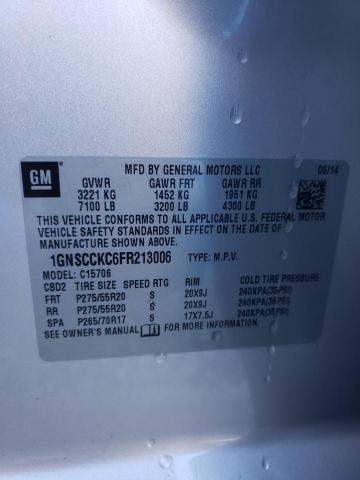 GM
MFD BY GENERAL MOTORS LLC 06/14
GVWR GAWR FRT GAWR RR
3221 KG 1452 KG 1951 KG
7100 LB 3200 LB 4300 LB
THIS VEHICLE CONFORMS TO ALL APPLICABLE U.S. FEDERAL MOTOR
VEHICLE SAFETY STANDARDS IN EFFECT ON THE DATE OF
MANUFACTURE SHOWN ABOVE.
1GNSCCKC6FR213006 TYPE: M.P.V.
MODEL: C15706
CBD2 TIRE SIZE SPEED RTG RIM COLD TIRE PRESSURE
FRT P275/55R20 S 20X9J 240KPA(35PSI)
RR P275/55R20 S 20X9J 240KPA(35PSI)
SPA P265/70R17 S 17X7.5J 240KPA(35PSI)
SEE OWNER'S MANUAL FOR ADDITIONAL INFORMATION.